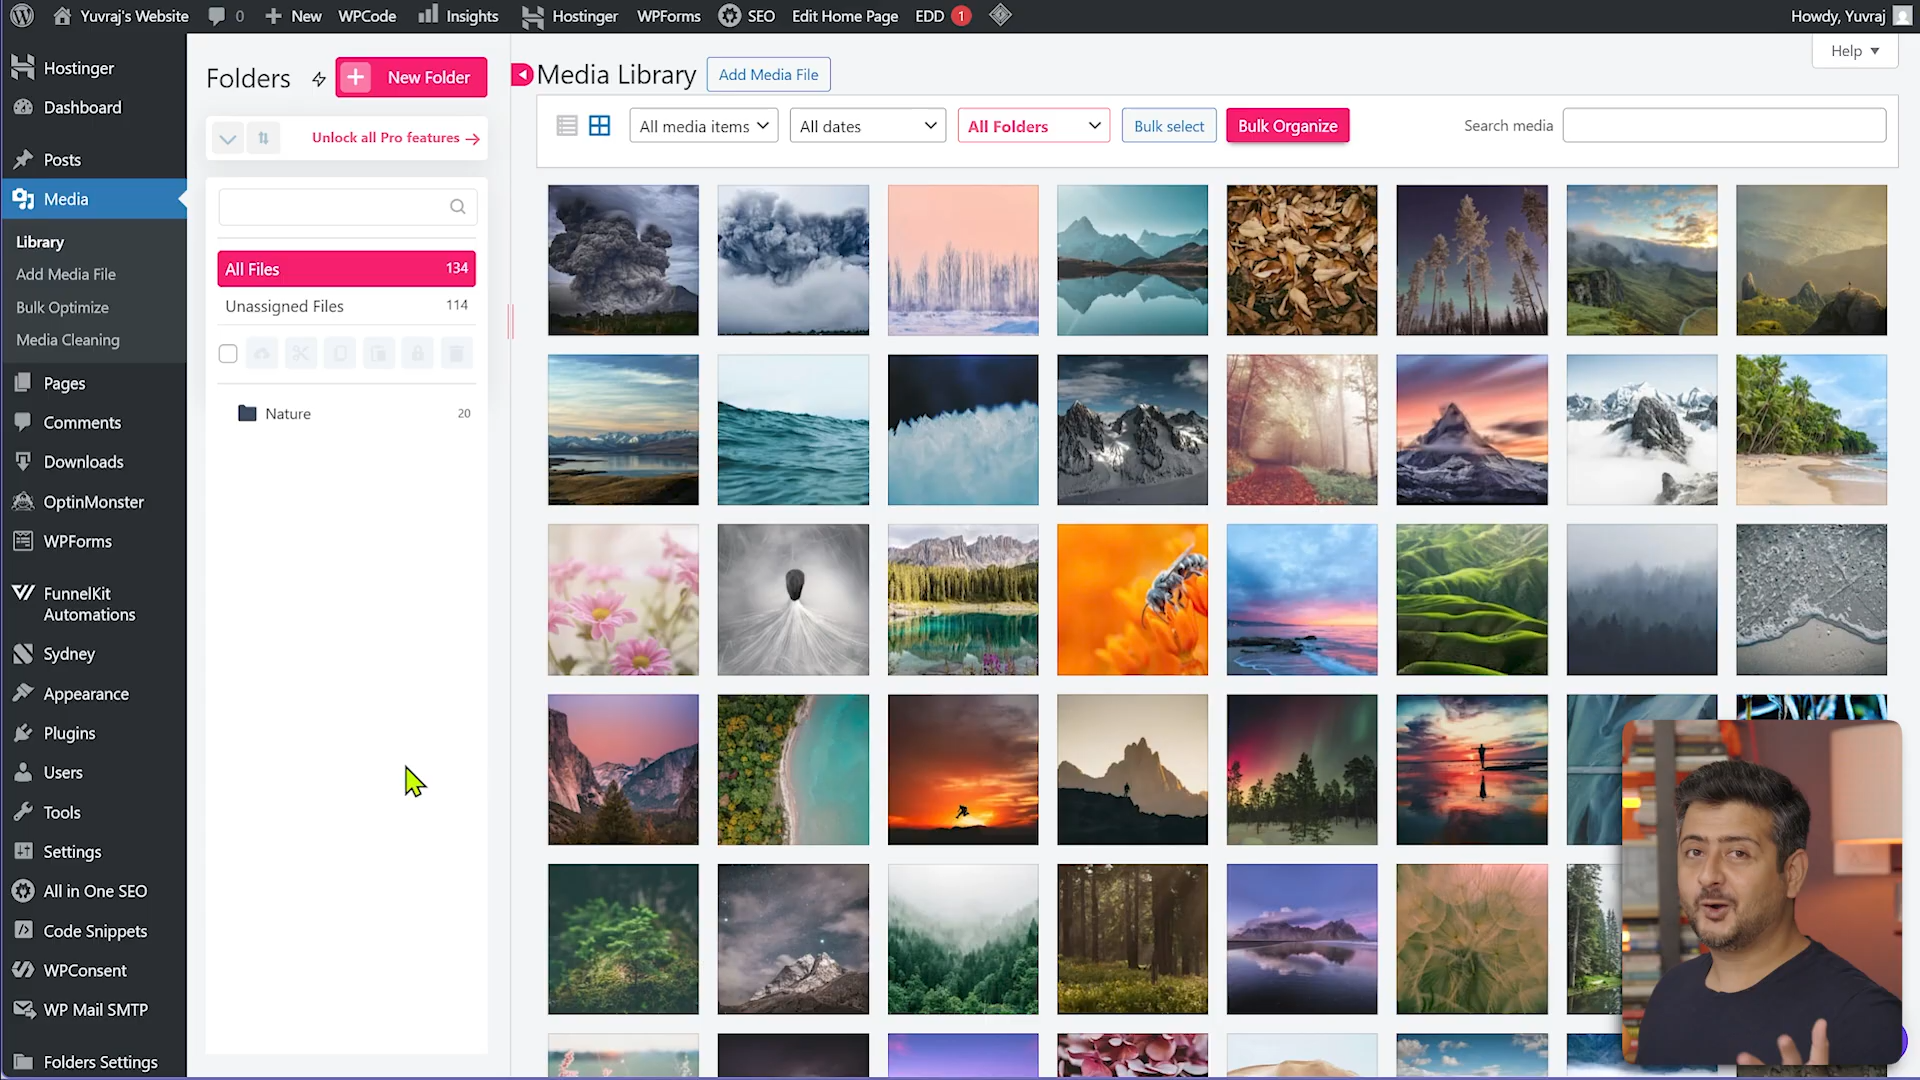 Yuvraj's Website
0
New
WPCode
Insights
Hostinger
WPForms
SEO
Edit Home Page
EDD 1
Howdy, Yuvraj
Hostinger
Dashboard
Posts
Media
Library
Add Media File
Bulk Optimize
Media Cleaning
Pages
Comments
Downloads
OptinMonster
WPForms
FunnelKit
Automations
Sydney
Appearance
Plugins
Users
Tools
Settings
All in One SEO
Code Snippets
WPConsent
WP Mail SMTP
Folders Settings
Folders
New Folder
Unlock all Pro features →
All Files 134
Unassigned Files 114
Nature 20
Media Library
Add Media File
Help
All media items
All dates
All Folders
Bulk select
Bulk Organize
Search media